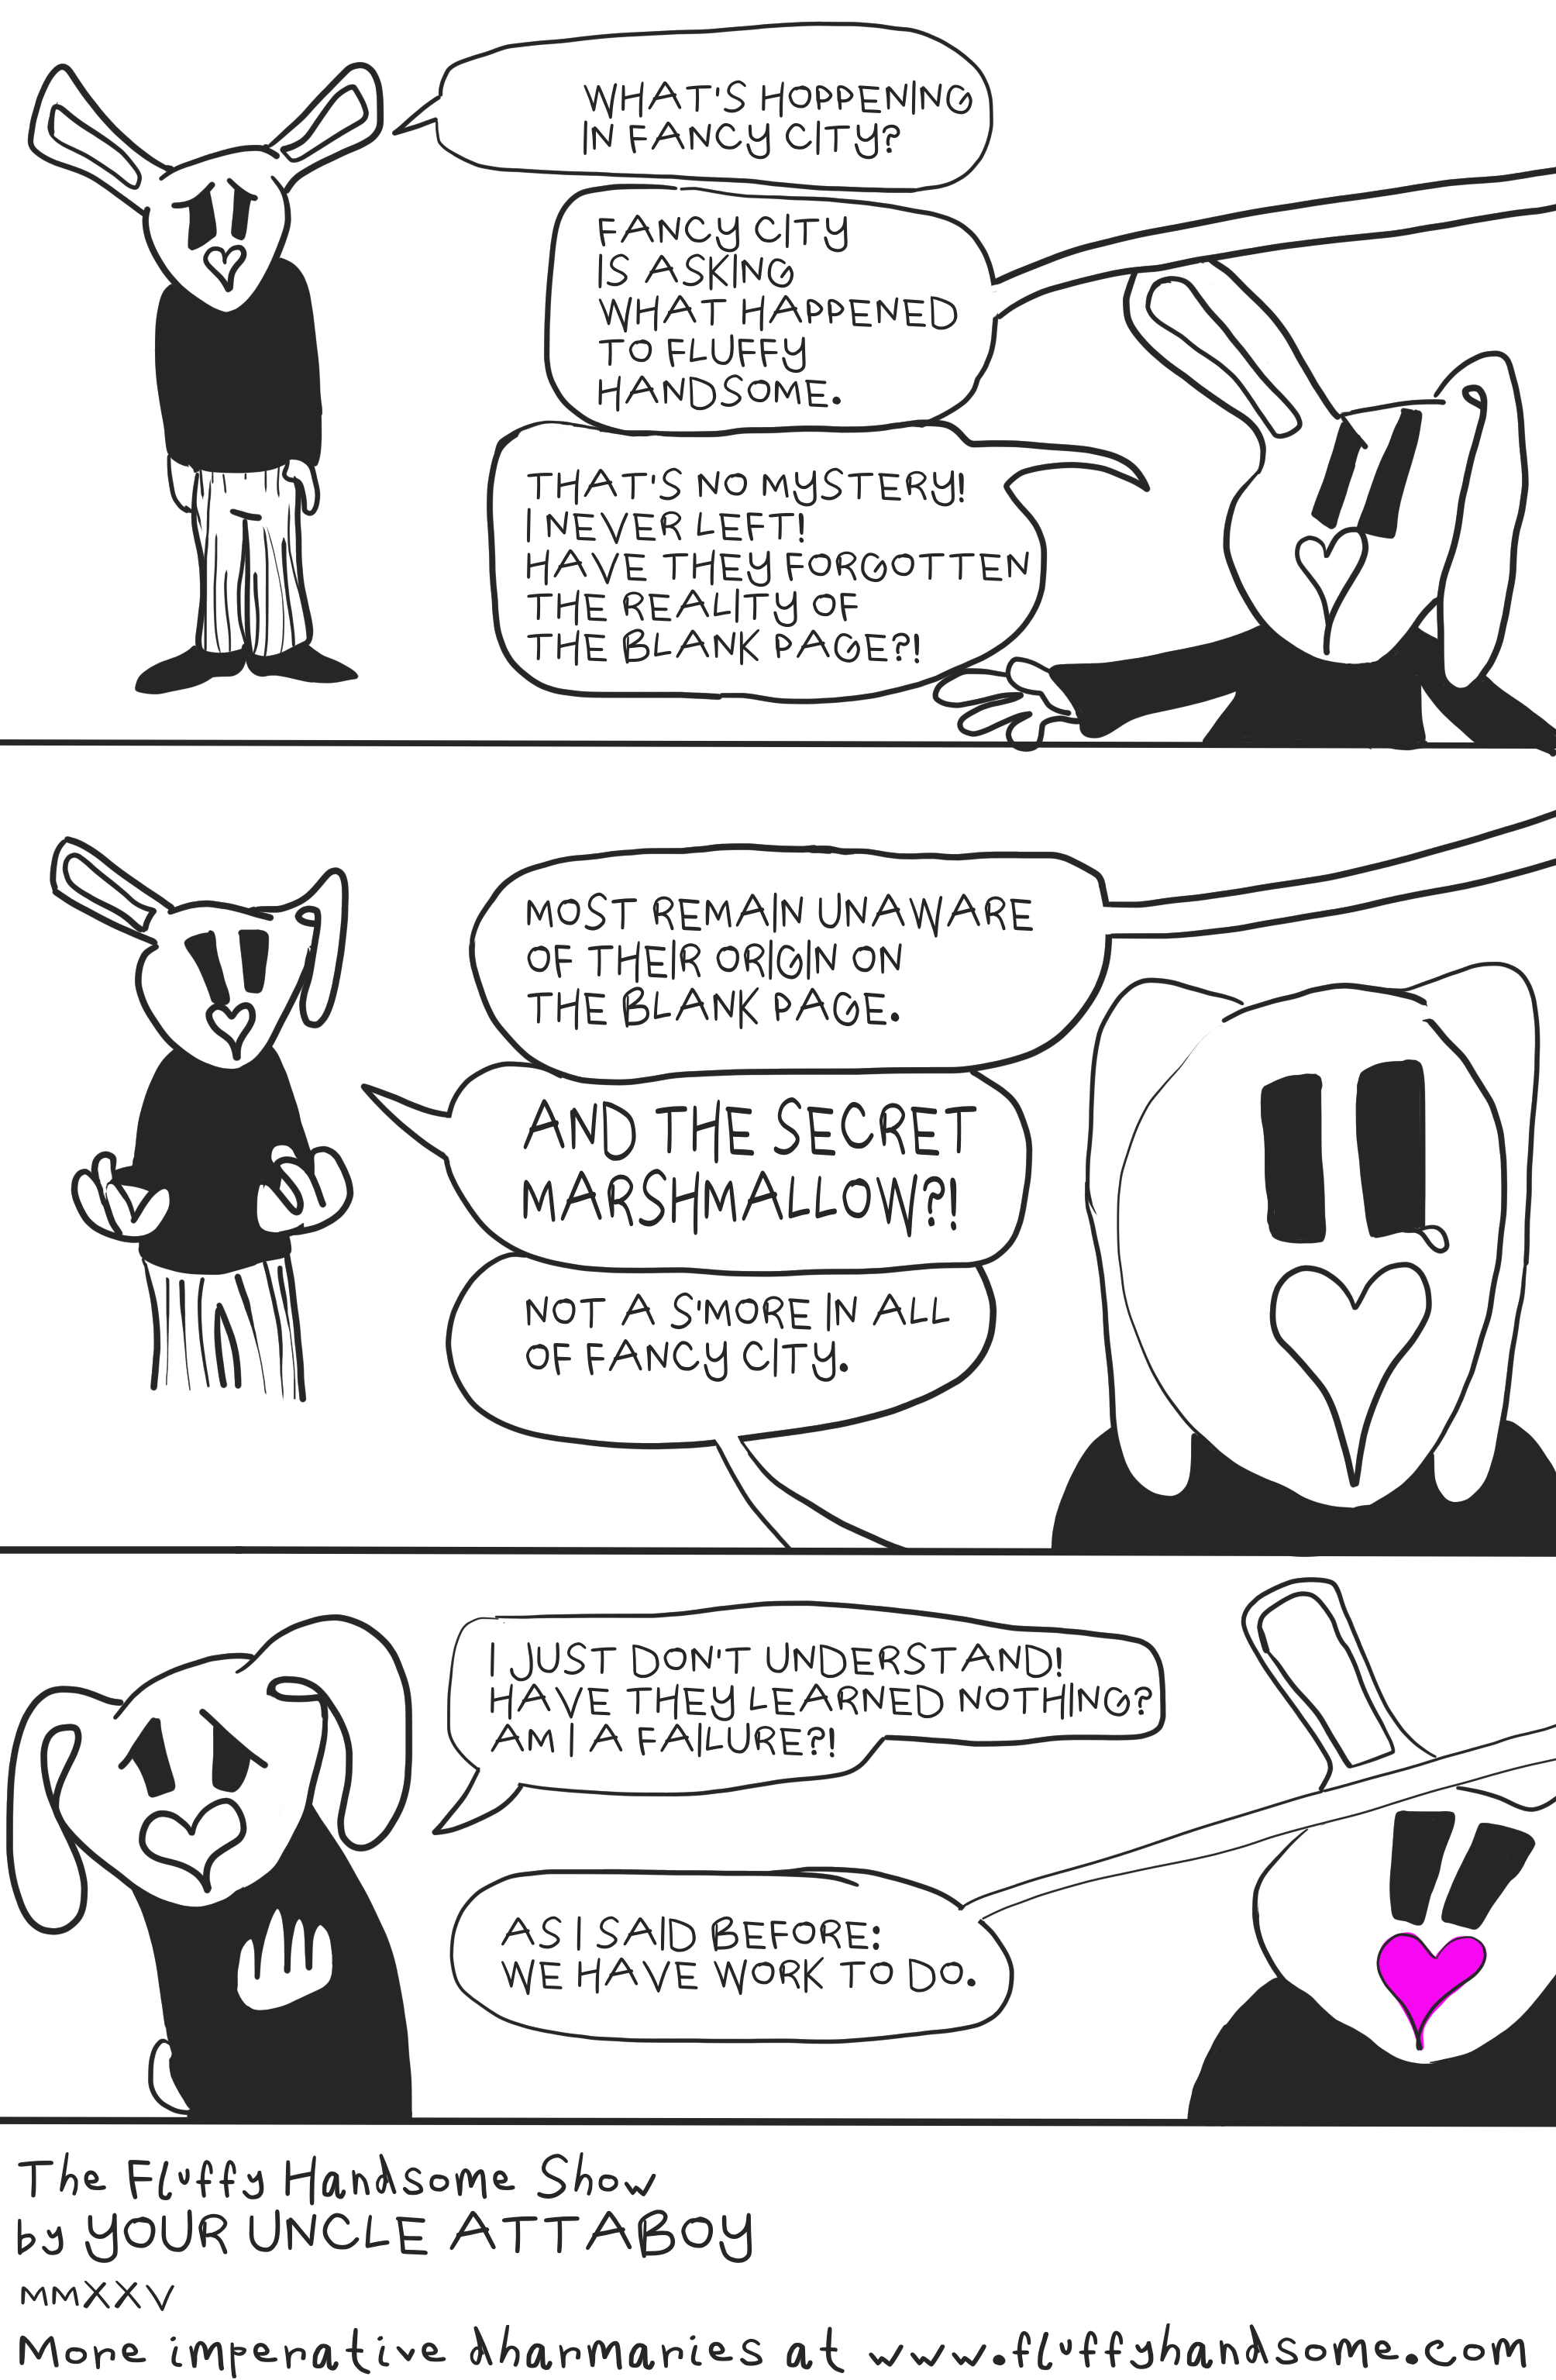 WHAT'S HOPPENING
IN FANCY CITY?
FANCY CITY
IS ASKING
WHAT HAPPENED
TO FLUFFY
HANDSOME.
THAT'S NO MYSTERY!
I NEVER LEFT!
HAVE THEY FORGOTTEN
THE REALITY OF
THE BLANK PAGE?!
MOST REMAIN UNAWARE
OF THEIR ORIGIN ON
THE BLANK PAGE.
AND THE SECRET
MARSHMALLOW?!
NOT A S'MORE IN ALL
OF FANCY CITY.
I JUST DON'T UNDERSTAND!
HAVE THEY LEARNED NOTHING?
AM I A FAILURE?!
AS I SAID BEFORE:
WE HAVE WORK TO DO.
The Fluffy Handsome Show
by YOUR UNCLE ATTABOY
MMXXV
More imperative dharmaries at www.fluffyhandsome.com